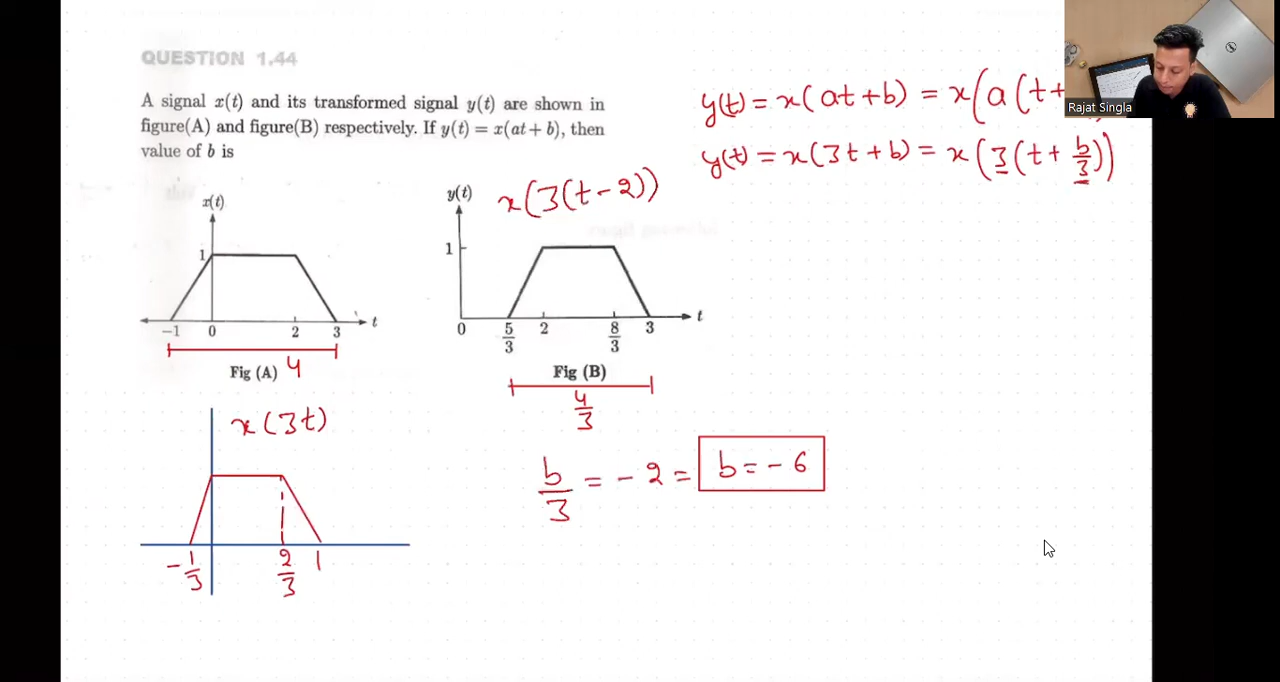 QUESTION 1.44
A signal x(t) and its transformed signal y(t) are shown in
figure(A) and figure(B) respectively. If y(t) = x(at + b), then
value of b is
y(t) = x(at + b) = x(a(t +
Rajat Singla
y(t) = x(3t + b) = x(3(t + b/3))
x(t)
1
-1 0 2 3 t
4
Fig (A)
y(t)
x(3(t - 2))
1
0 5/3 2 8/3 3 t
Fig (B)
4/3
x(3t)
-1/3 2/3 1
b/3 = - 2 = b = - 6